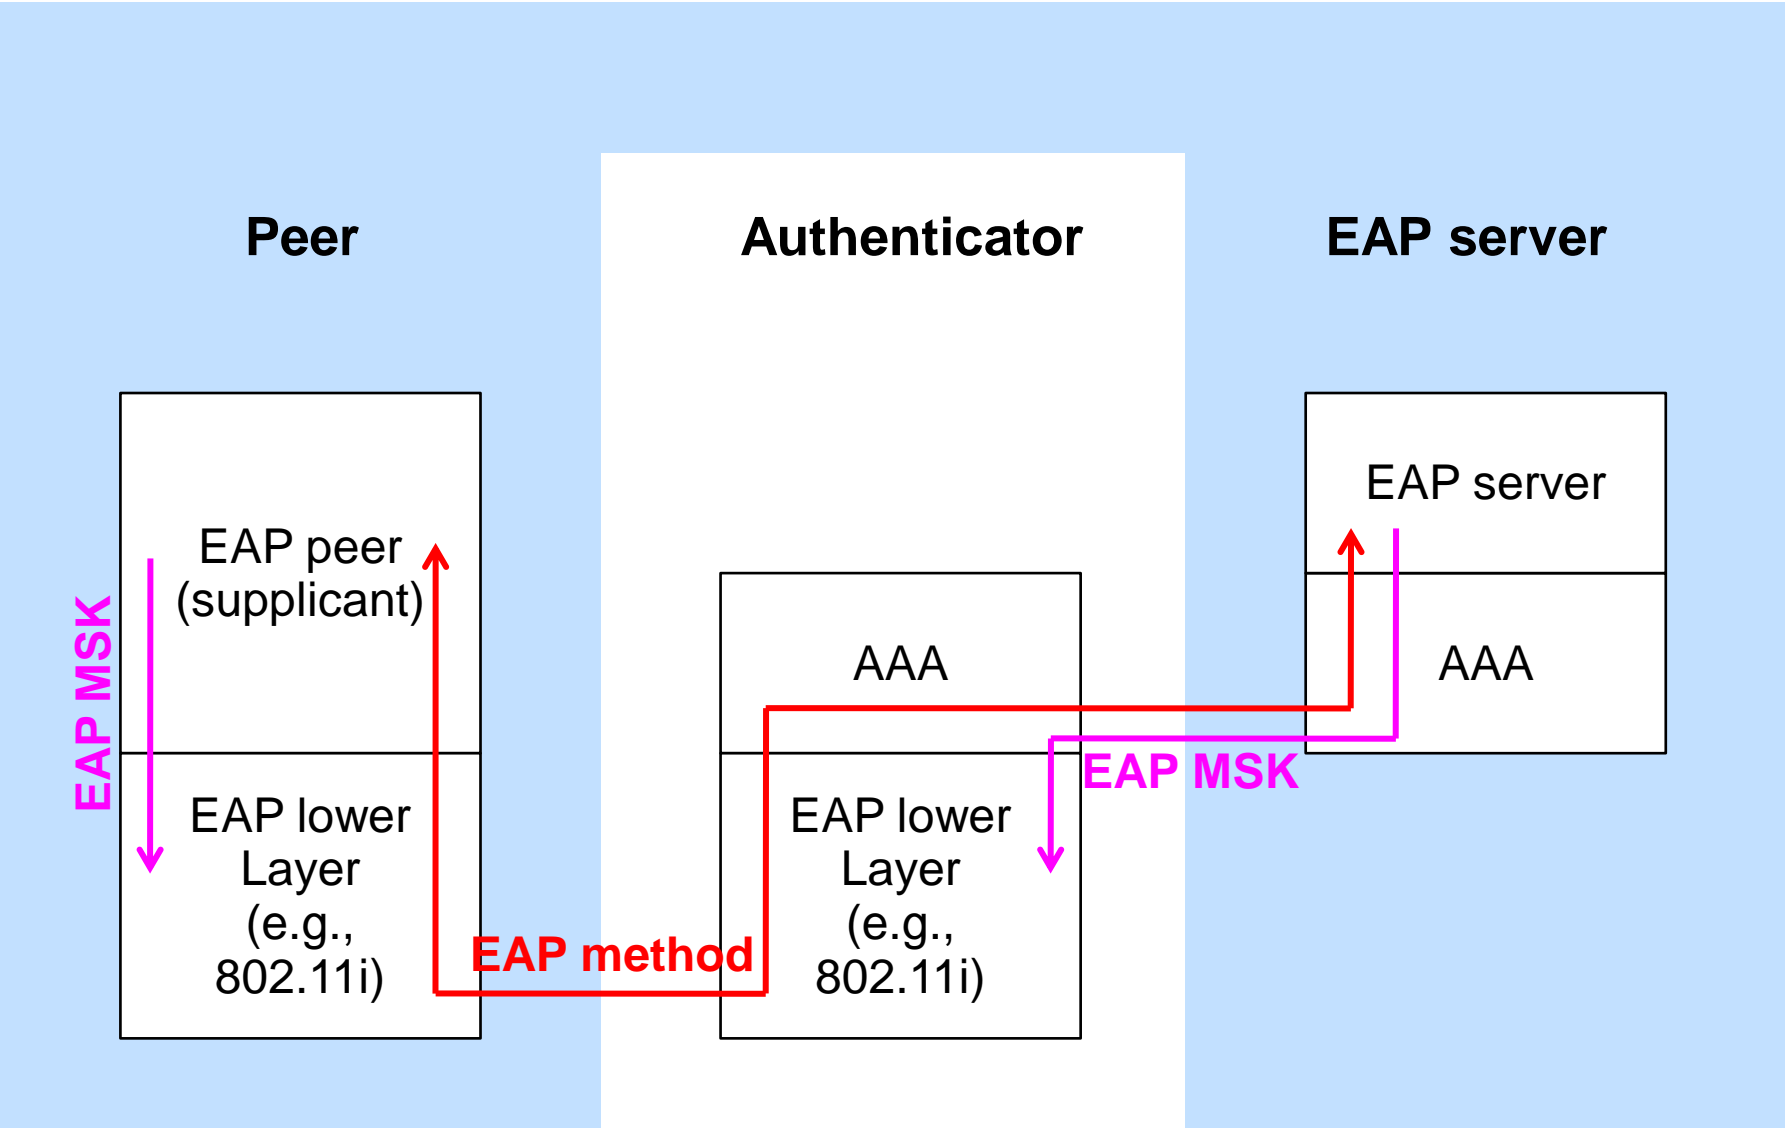 Peer
Authenticator
EAP server
EAP peer
(supplicant)
EAP MSK
EAP lower
Layer
(e.g.,
802.11i)
EAP method
AAA
EAP lower
Layer
(e.g.,
802.11i)
EAP MSK
EAP server
AAA